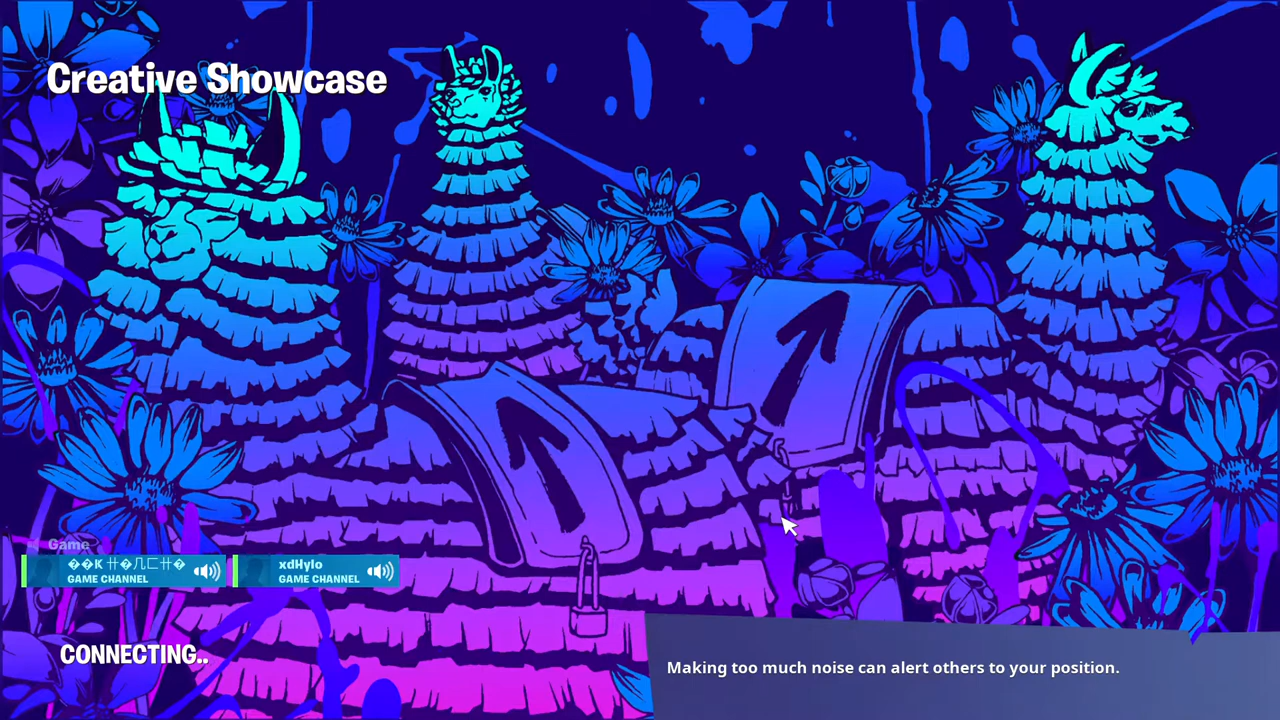 Creative Showcase
Game
xdHylo
GAME CHANNEL
GAME CHANNEL
CONNECTING..
Making too much noise can alert others to your position.